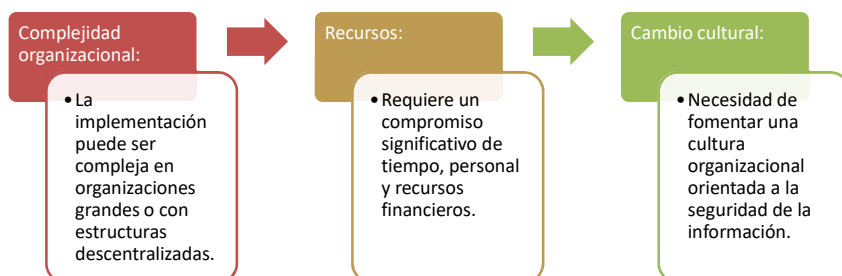 Complejidad
organizacional:
• La
implementación
puede ser
compleja en
organizaciones
grandes o con
estructuras
descentralizadas.
Recursos:
• Requiere un
compromiso
significativo de
tiempo, personal
y recursos
financieros.
Cambio cultural:
• Necesidad de
fomentar una
cultura
organizacional
orientada a la
seguridad de la
información.